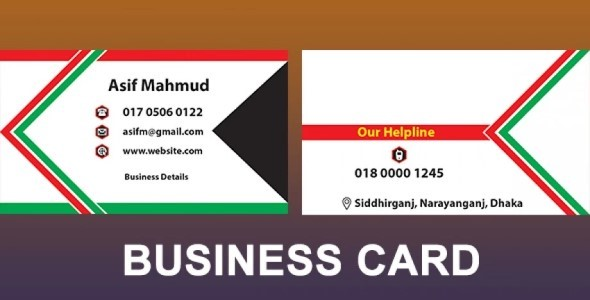 Asif Mahmud
017 0506 0122
asifm@gmail.com
www.website.com
Business Details
Our Helpline
018 0000 1245
Siddhirganj, Narayanganj, Dhaka
BUSINESS CARD